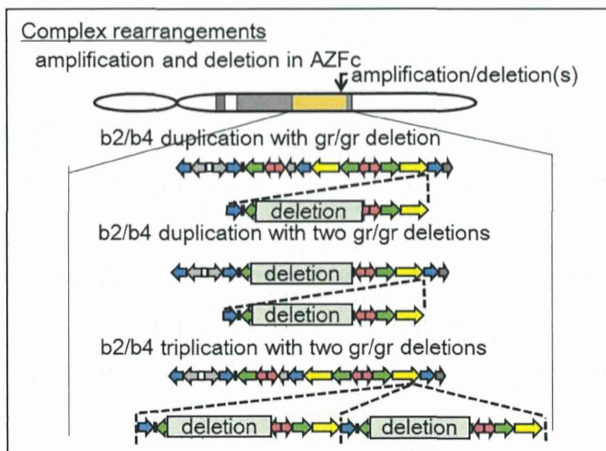 Complex rearrangements
amplification and deletion in AZFc
amplification/deletion(s)
b2/b4 duplication with gr/gr deletion
deletion
b2/b4 duplication with two gr/gr deletions
deletion
deletion
b2/b4 triplication with two gr/gr deletions
deletion
deletion